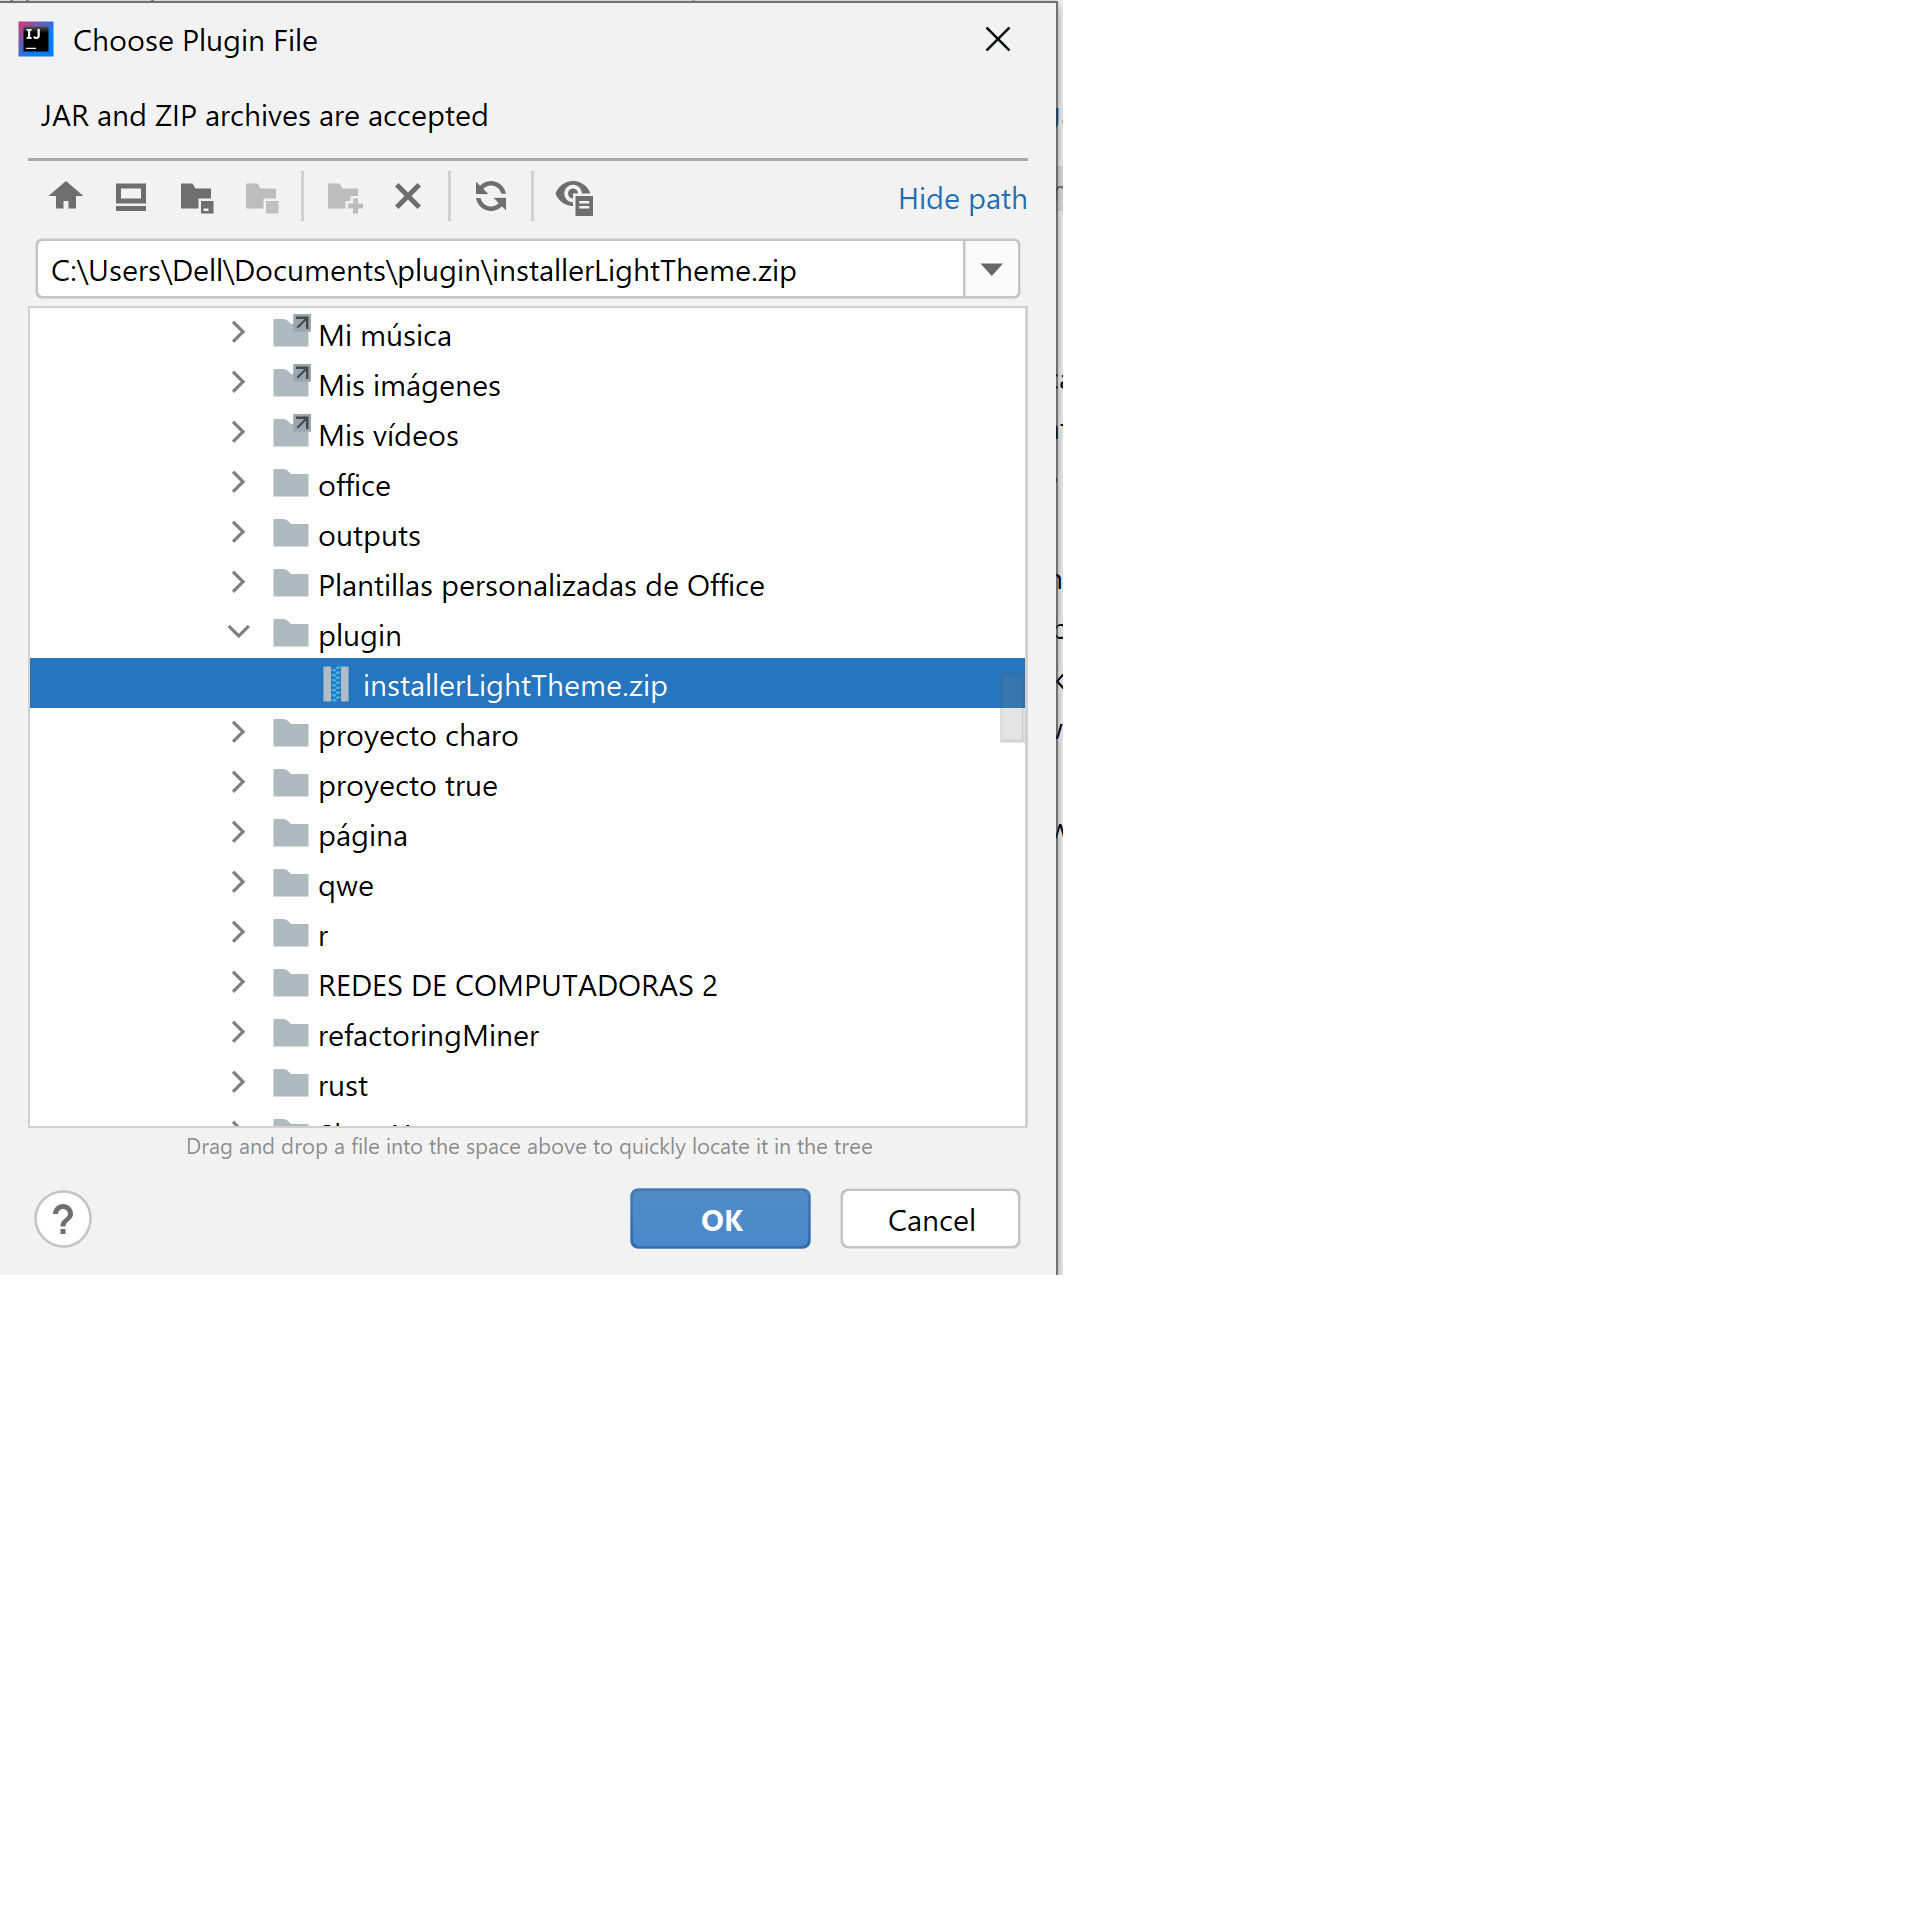 Choose Plugin File
JAR and ZIP archives are accepted
Hide path
C:\Users\Dell\Documents\plugin\installerLightTheme.zip
Mi música
Mis imágenes
Mis vídeos
office
outputs
Plantillas personalizadas de Office
plugin
installerLightTheme.zip
proyecto charo
proyecto true
página
qwe
r
REDES DE COMPUTADORAS 2
refactoringMiner
rust
Drag and drop a file into the space above to quickly locate it in the tree
?
OK
Cancel